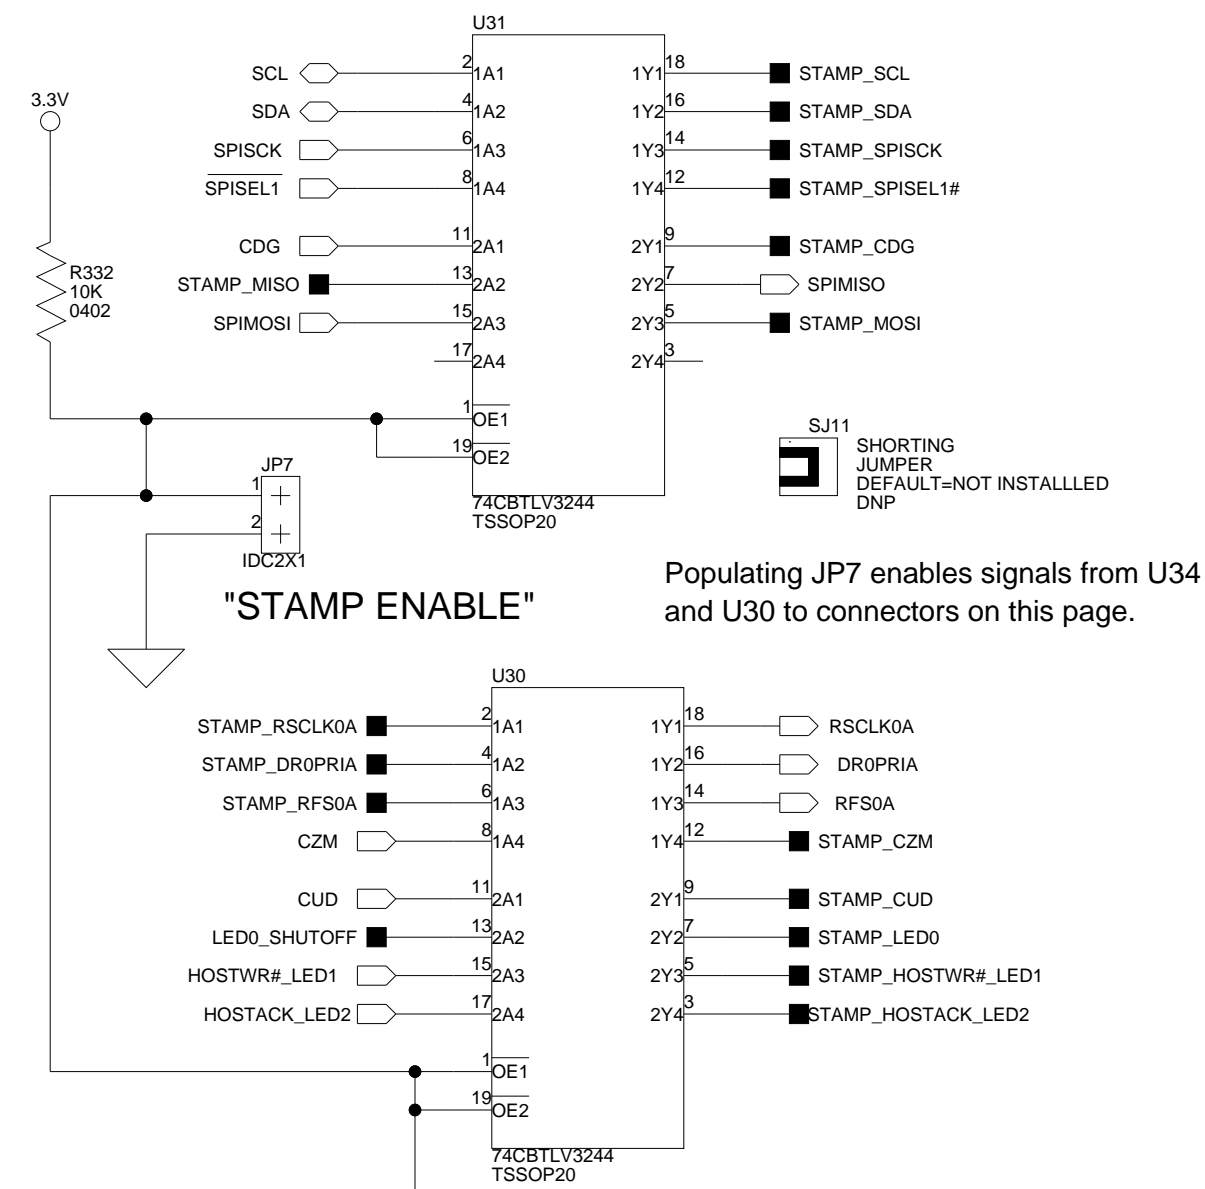 U31
SCL 2 1A1 1Y1 18 STAMP_SCL
3.3V
SDA 4 1A2 1Y2 16 STAMP_SDA
SPISCK 6 1A3 1Y3 14 STAMP_SPISCK
SPISEL1 8 1A4 1Y4 12 STAMP_SPISEL1#
CDG 11 2A1 2Y1 9 STAMP_CDG
R332
10K
0402
STAMP_MISO 13 2A2 2Y2 7 SPIMISO
SPIMOSI 15 2A3 2Y3 5 STAMP_MOSI
17 2A4 2Y4 3
1 OE1
19 OE2
74CBTLV3244
TSSOP20
SJ11
SHORTING
JUMPER
DEFAULT=NOT INSTALLLED
DNP
JP7
1
2
IDC2X1
"STAMP ENABLE"
Populating JP7 enables signals from U34
and U30 to connectors on this page.
U30
STAMP_RSCLK0A 2 1A1 1Y1 18 RSCLK0A
STAMP_DR0PRIA 4 1A2 1Y2 16 DR0PRIA
STAMP_RFS0A 6 1A3 1Y3 14 RFS0A
CZM 8 1A4 1Y4 12 STAMP_CZM
CUD 11 2A1 2Y1 9 STAMP_CUD
LED0_SHUTOFF 13 2A2 2Y2 7 STAMP_LED0
HOSTWR#_LED1 15 2A3 2Y3 5 STAMP_HOSTWR#_LED1
HOSTACK_LED2 17 2A4 2Y4 3 STAMP_HOSTACK_LED2
1 OE1
19 OE2
74CBTLV3244
TSSOP20